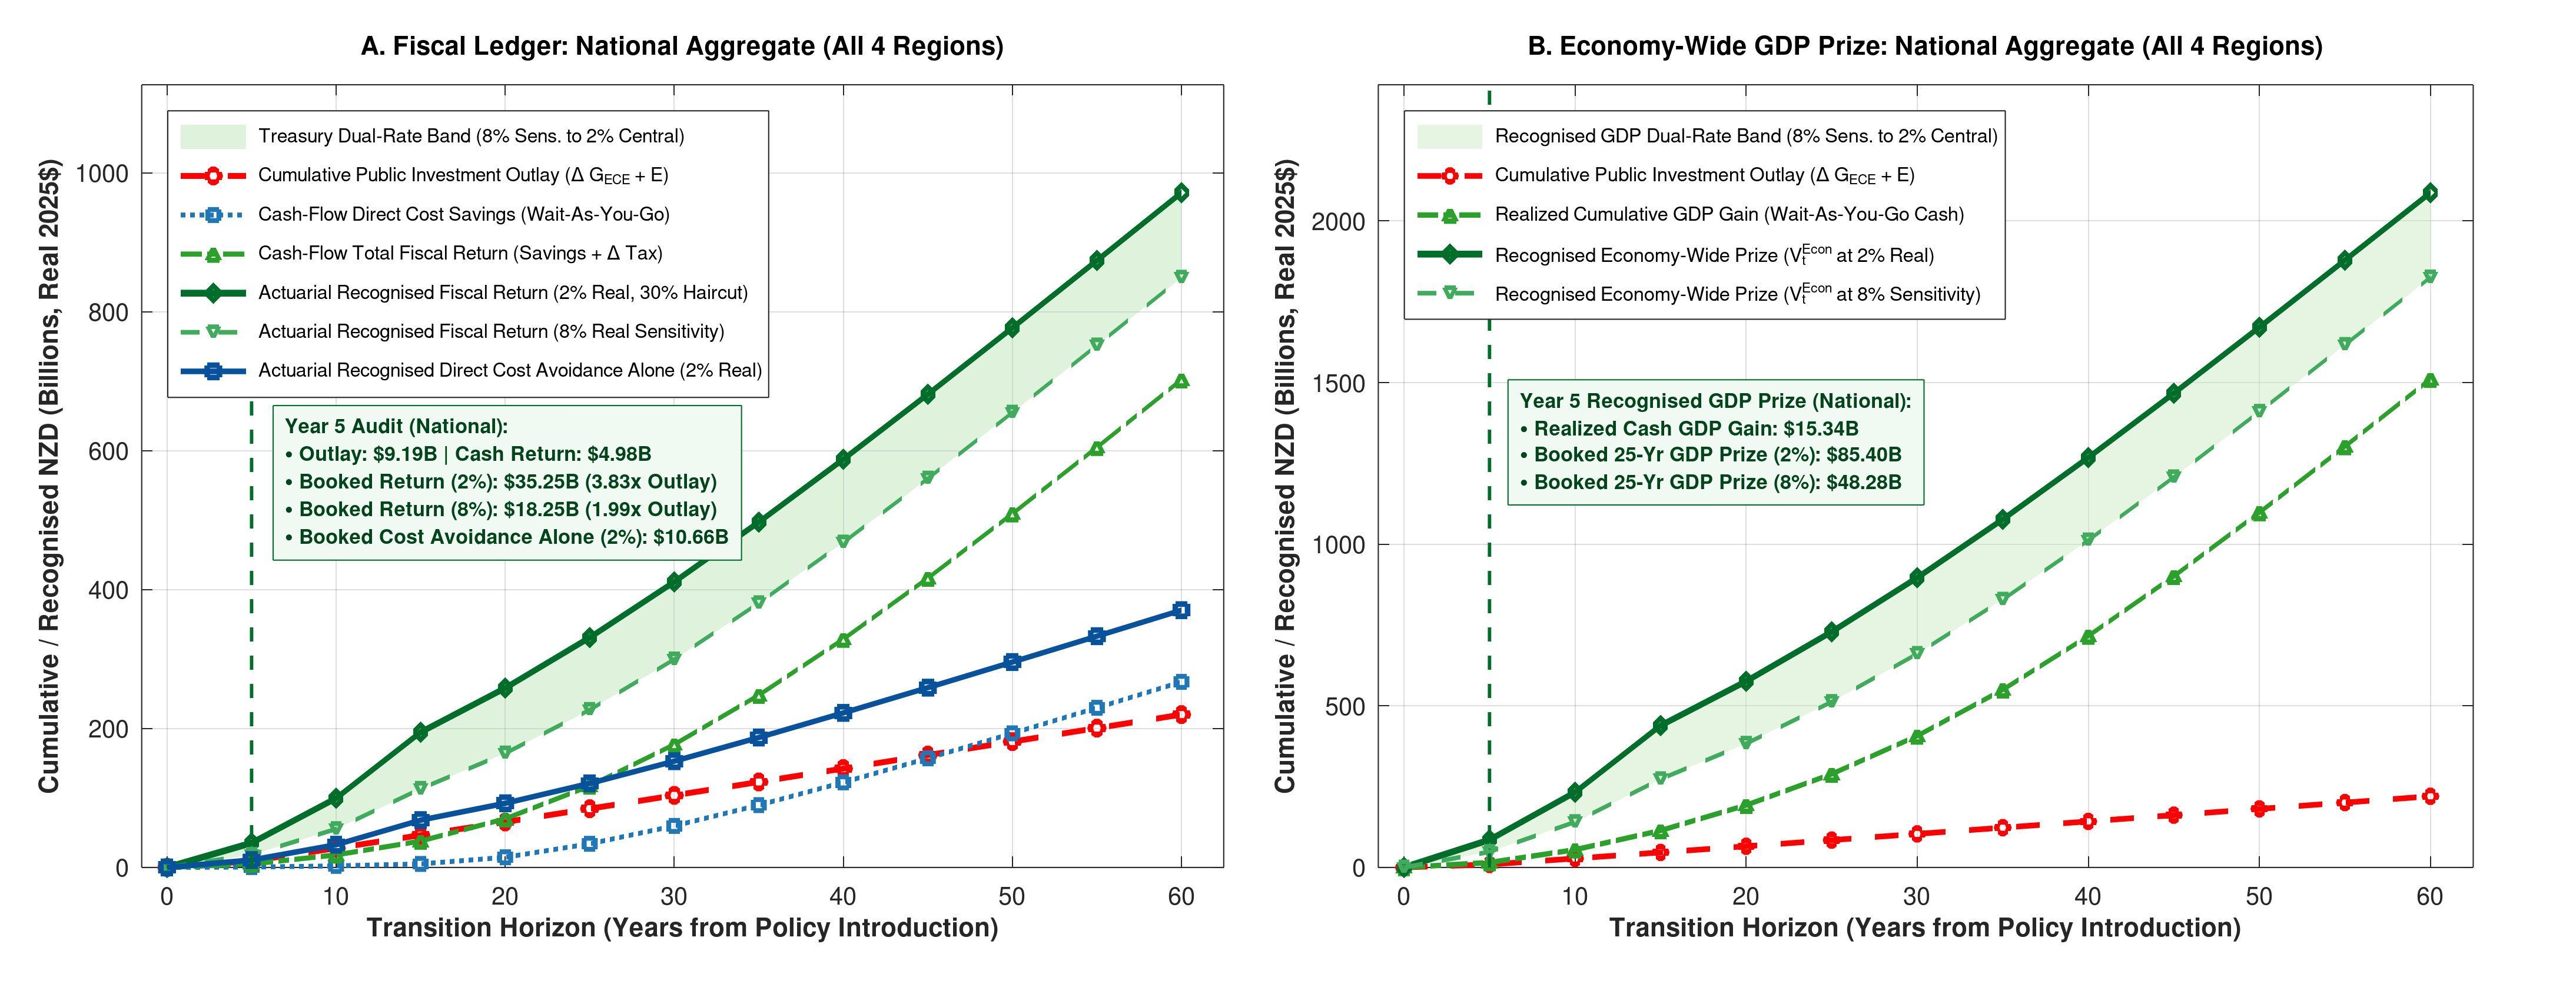 A. Fiscal Ledger: National Aggregate (All 4 Regions)
Cumulative / Recognised NZD (Billions, Real 2025$)
1000
800
600
400
200
0
Treasury Dual-Rate Band (8% Sens. to 2% Central)
Cumulative Public Investment Outlay (Δ G_ECE + E)
Cash-Flow Direct Cost Savings (Wait-As-You-Go)
Cash-Flow Total Fiscal Return (Savings + Δ Tax)
Actuarial Recognised Fiscal Return (2% Real, 30% Haircut)
Actuarial Recognised Fiscal Return (8% Real Sensitivity)
Actuarial Recognised Direct Cost Avoidance Alone (2% Real)
Year 5 Audit (National):
• Outlay: $9.19B | Cash Return: $4.98B
• Booked Return (2%): $35.25B (3.83x Outlay)
• Booked Return (8%): $18.25B (1.99x Outlay)
• Booked Cost Avoidance Alone (2%): $10.66B
0 10 20 30 40 50 60
Transition Horizon (Years from Policy Introduction)
B. Economy-Wide GDP Prize: National Aggregate (All 4 Regions)
Cumulative / Recognised NZD (Billions, Real 2025$)
2000
1500
1000
500
0
Recognised GDP Dual-Rate Band (8% Sens. to 2% Central)
Cumulative Public Investment Outlay (Δ G_ECE + E)
Realized Cumulative GDP Gain (Wait-As-You-Go Cash)
Recognised Economy-Wide Prize (V_t^Econ at 2% Real)
Recognised Economy-Wide Prize (V_t^Econ at 8% Sensitivity)
Year 5 Recognised GDP Prize (National):
• Realized Cash GDP Gain: $15.34B
• Booked 25-Yr GDP Prize (2%): $85.40B
• Booked 25-Yr GDP Prize (8%): $48.28B
0 10 20 30 40 50 60
Transition Horizon (Years from Policy Introduction)